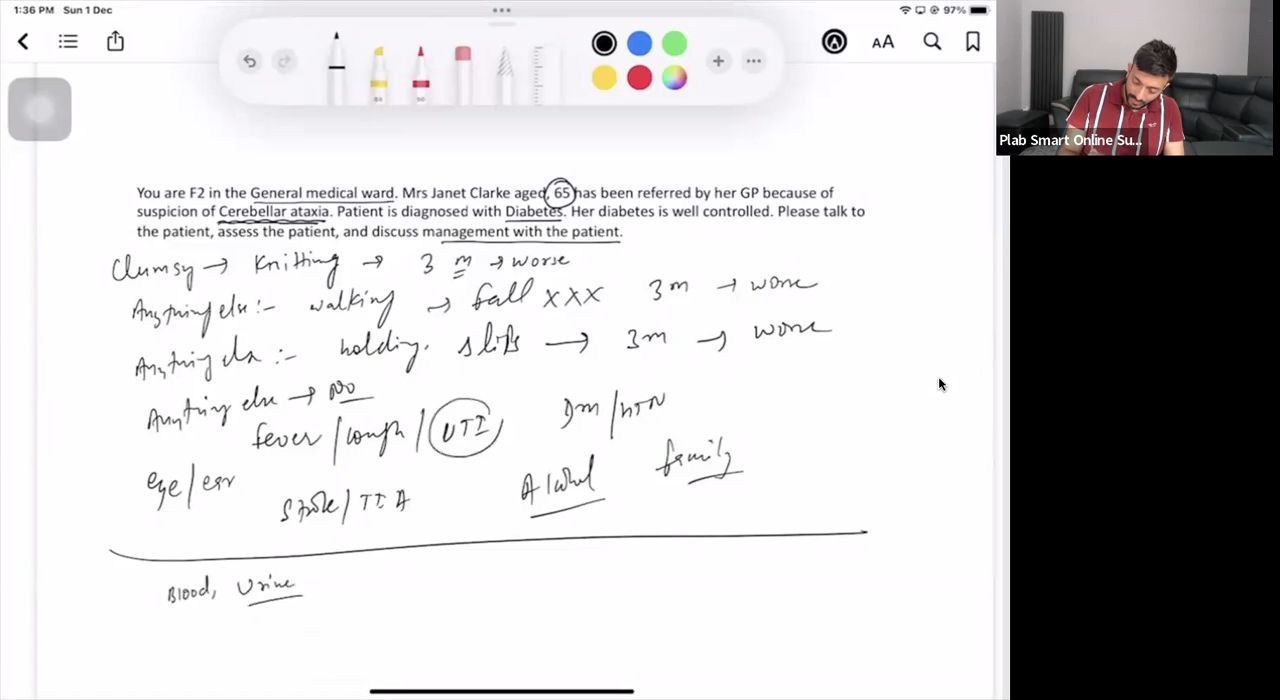 1:36 PM Sun 1 Dec
97%
AA
Plab Smart Online Su...
You are F2 in the General medical ward. Mrs Janet Clarke aged, 65 has been referred by her GP because of
suspicion of Cerebellar ataxia. Patient is diagnosed with Diabetes. Her diabetes is well controlled. Please talk to
the patient, assess the patient, and discuss management with the patient.
Clumsy → Knitting → 3 m → worse
Anything else :- walking → fall xxx 3m → worse
Anything else :- holding. slips → 3m → worse
Anything else → No
fever / cough / UTI Dm / HTN
eye / ear
Stroke / TIA Alcohol family
Blood, Urine